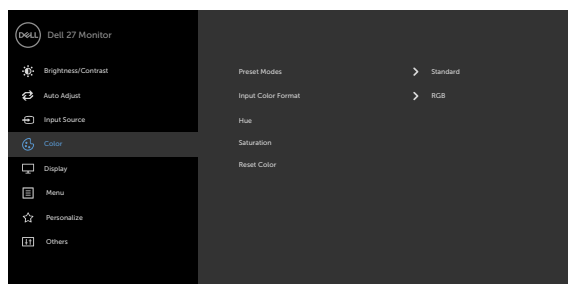 DELL Dell 27 Monitor
Brightness/Contrast
Auto Adjust
Input Source
Color
Display
Menu
Personalize
Others
Preset Modes Standard
Input Color Format RGB
Hue
Saturation
Reset Color